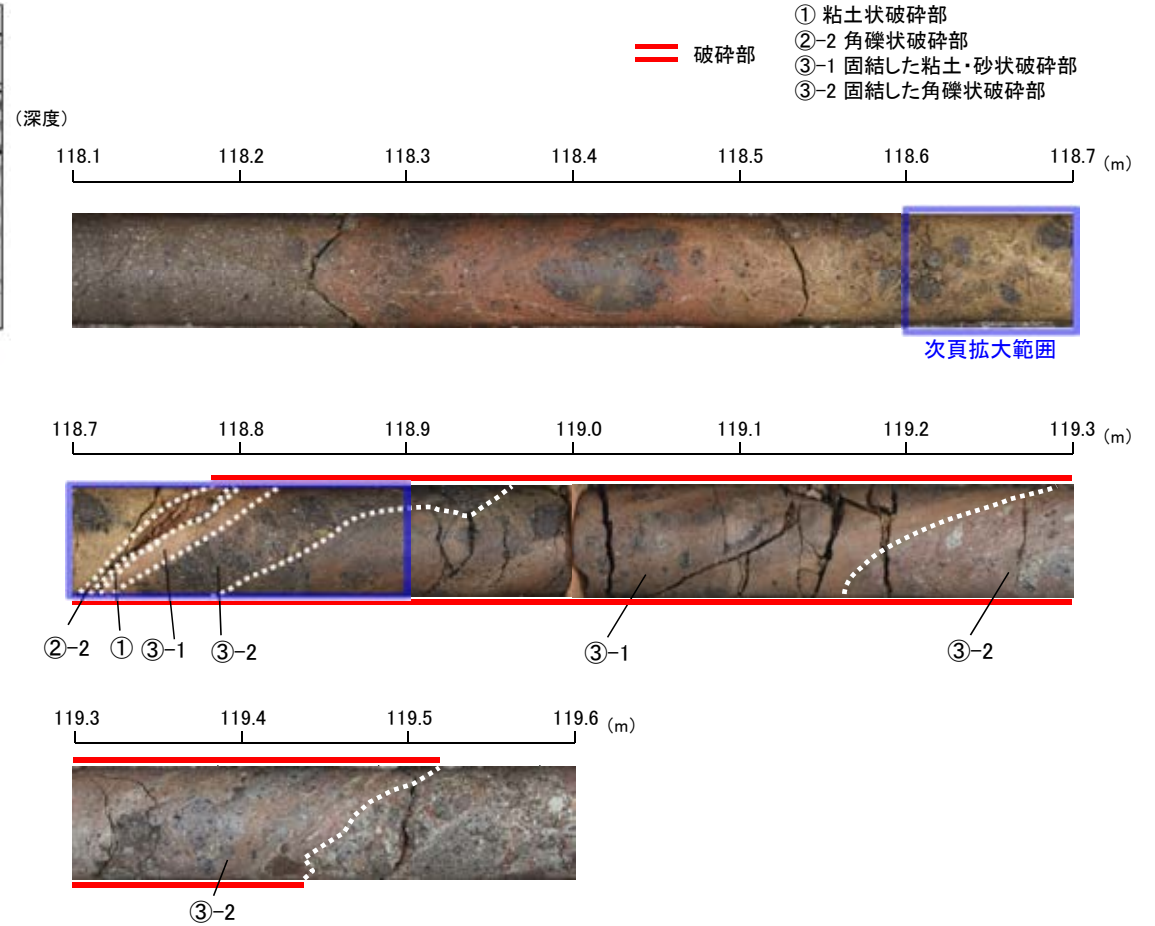 ① 粘土状破砕部
②-2 角礫状破砕部
破砕部
③-1 固結した粘土・砂状破砕部
③-2 固結した角礫状破砕部
（深度）
118.1 118.2 118.3 118.4 118.5 118.6 118.7 （m）
次頁拡大範囲
118.7 118.8 118.9 119.0 119.1 119.2 119.3 （m）
②-2 ① ③-1 ③-2 ③-1 ③-2
119.3 119.4 119.5 119.6 （m）
③-2